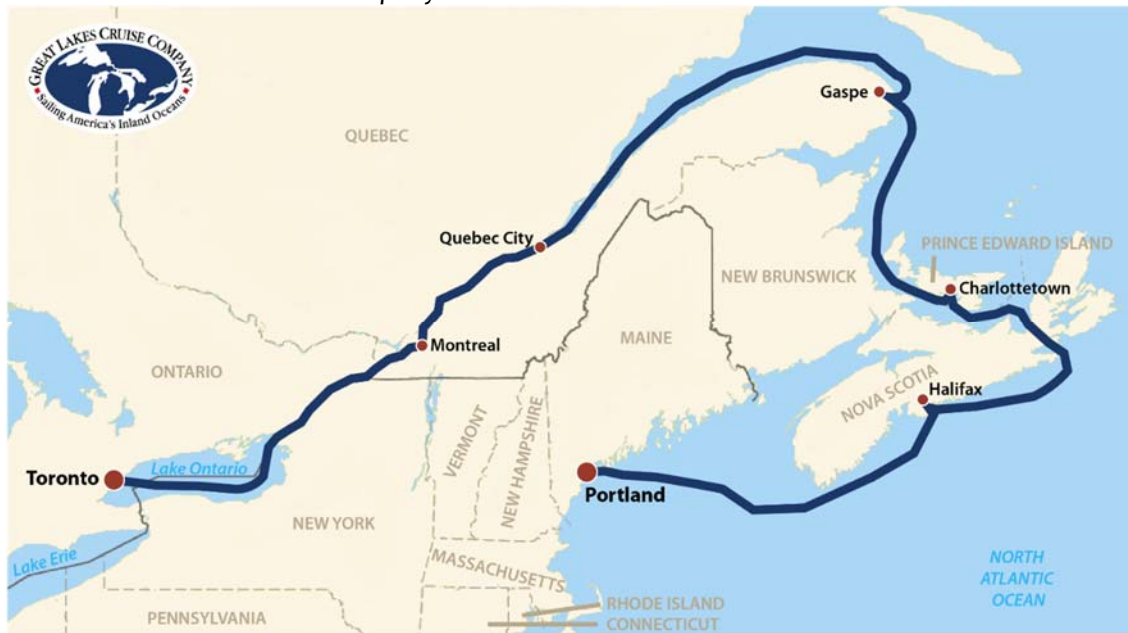 GREAT LAKES CRUISE COMPANY
Sailing America's Inland Oceans
Gaspe
QUEBEC
Quebec City
PRINCE EDWARD ISLAND
NEW BRUNSWICK
Charlottetown
MAINE
Montreal
ONTARIO
NOVA SCOTIA
Halifax
VERMONT
NEW HAMPSHIRE
Lake Ontario
Toronto
Portland
NEW YORK
Lake Erie
MASSACHUSETTS
NORTH
ATLANTIC
OCEAN
RHODE ISLAND
PENNSYLVANIA
CONNECTICUT